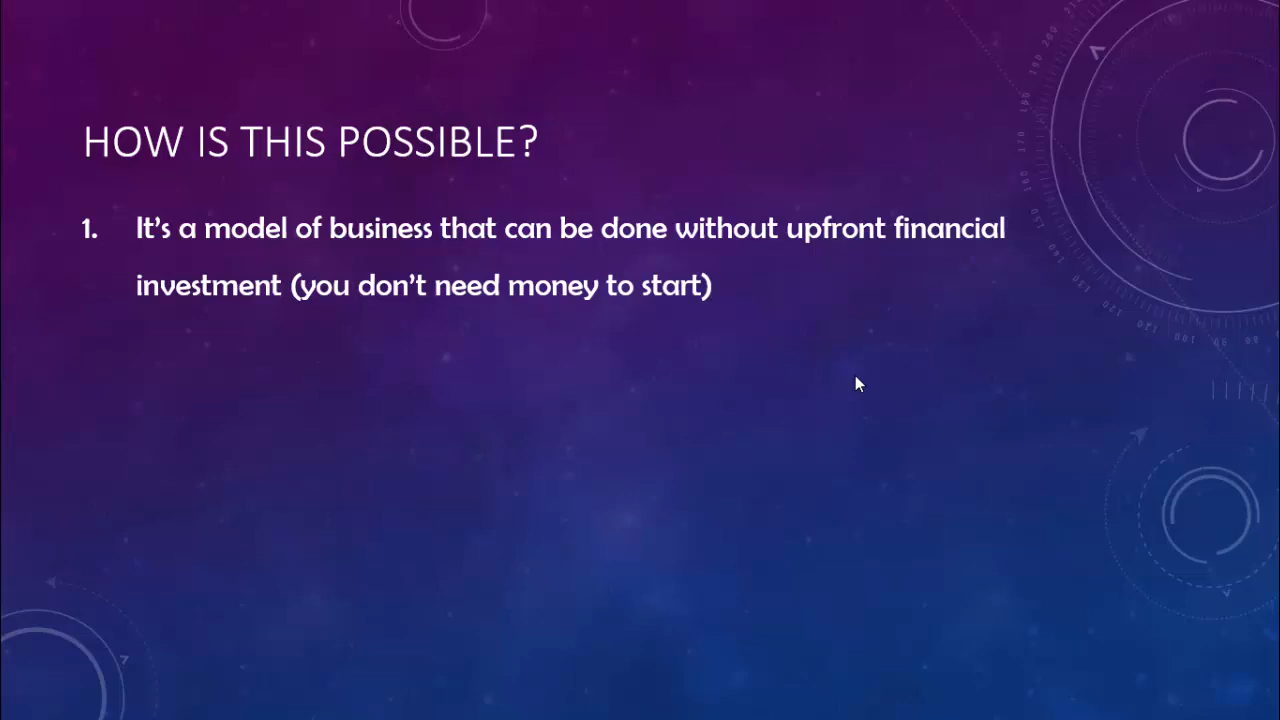 HOW IS THIS POSSIBLE?
1. It's a model of business that can be done without upfront financial
investment (you don't need money to start)